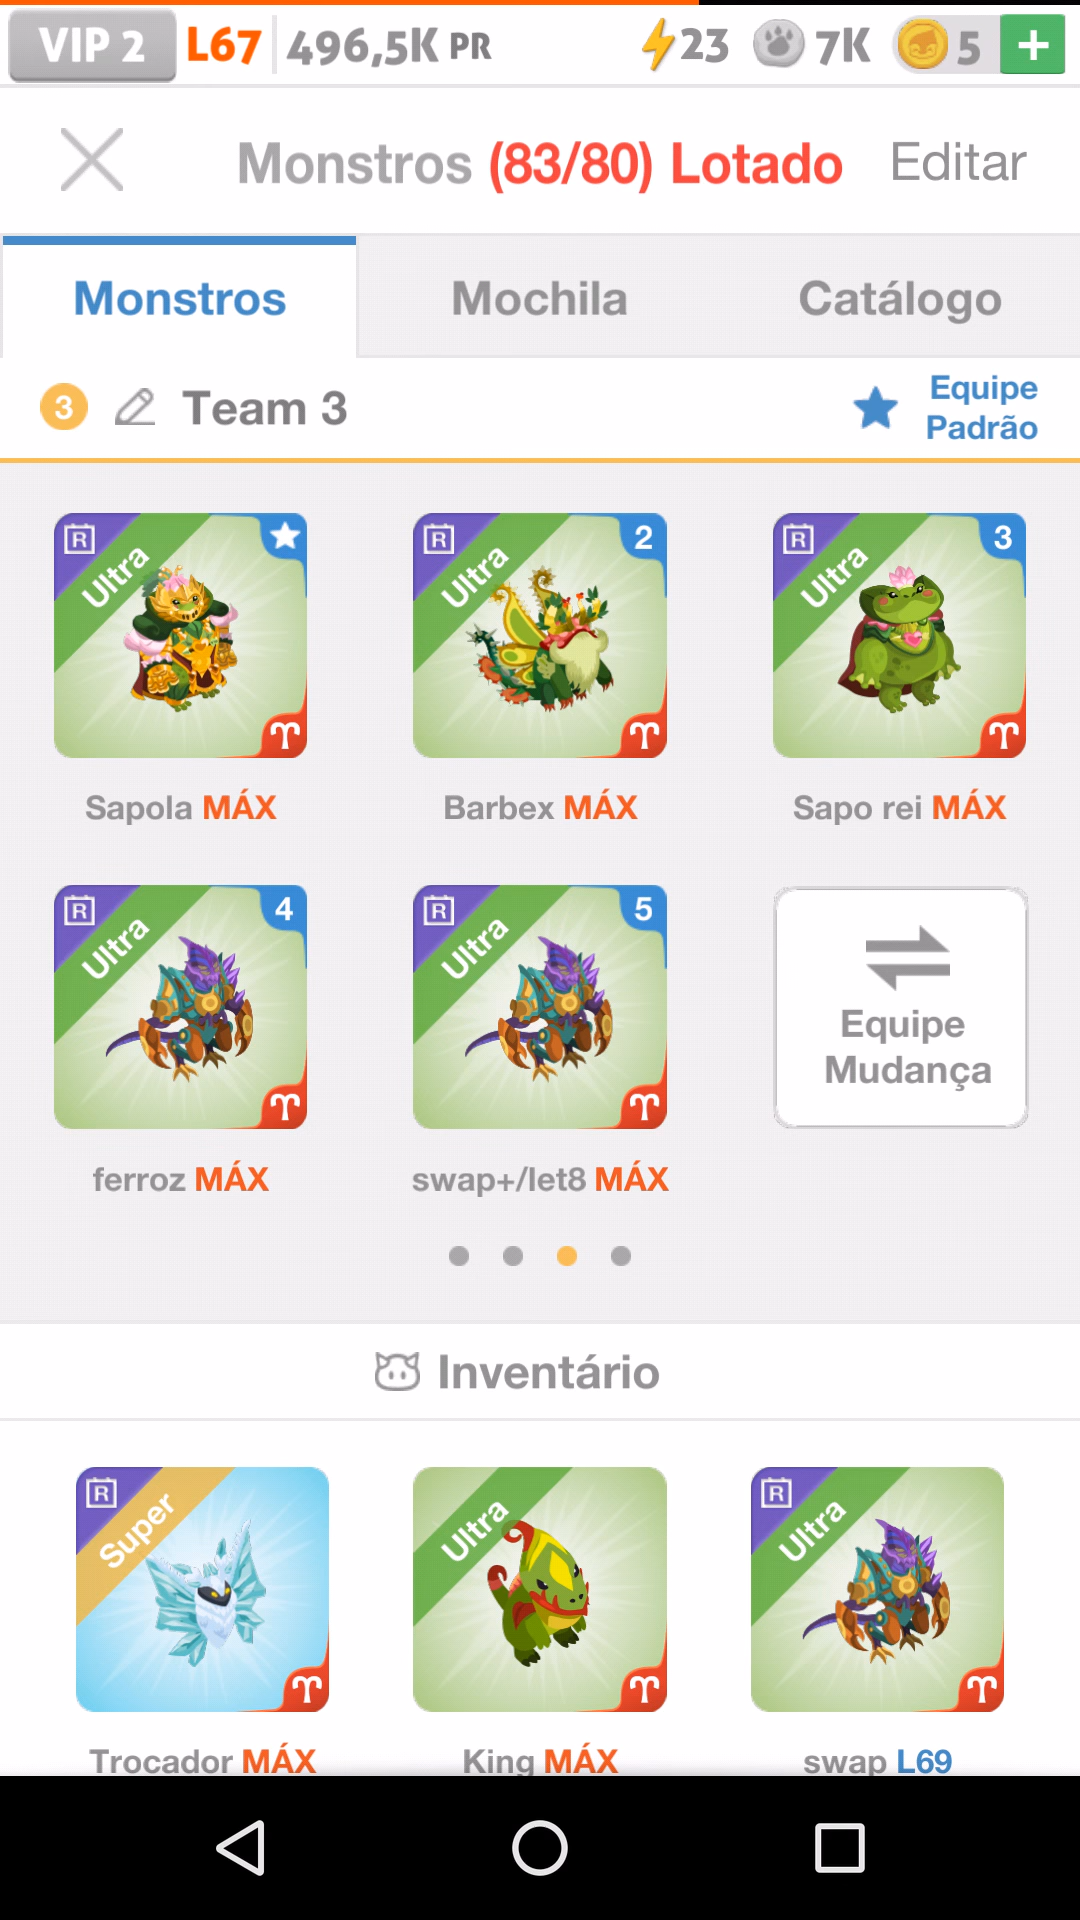 VIP 2 L67 496,5K PR 23 7K 5 +
Monstros (83/80) Lotado Editar
Monstros Mochila Catálogo
3 Team 3 Equipe
Padrão
R Ultra
R Ultra 2
R Ultra 3
Sapola MÁX Barbex MÁX Sapo rei MÁX
R Ultra 4
R Ultra 5
Equipe
Mudança
ferroz MÁX swap+/let8 MÁX
Inventário
R Super
Ultra
R Ultra
Trocador MÁX King MÁX swap L69